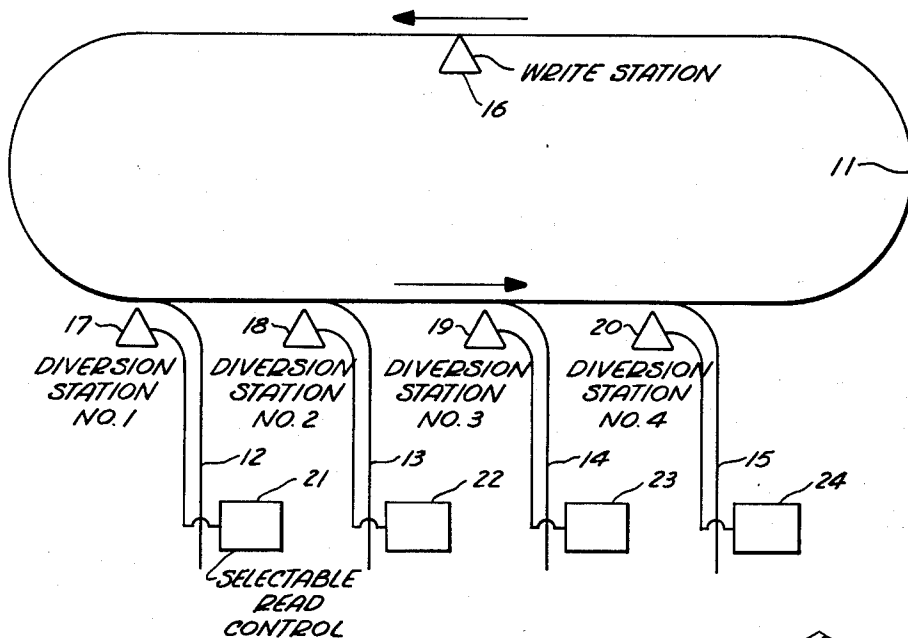 WRITE STATION
16
11
17
DIVERSION
STATION
NO. 1
18
DIVERSION
STATION
NO. 2
19
DIVERSION
STATION
NO. 3
20
DIVERSION
STATION
NO. 4
12
13
14
15
21
22
23
24
SELECTABLE
READ
CONTROL